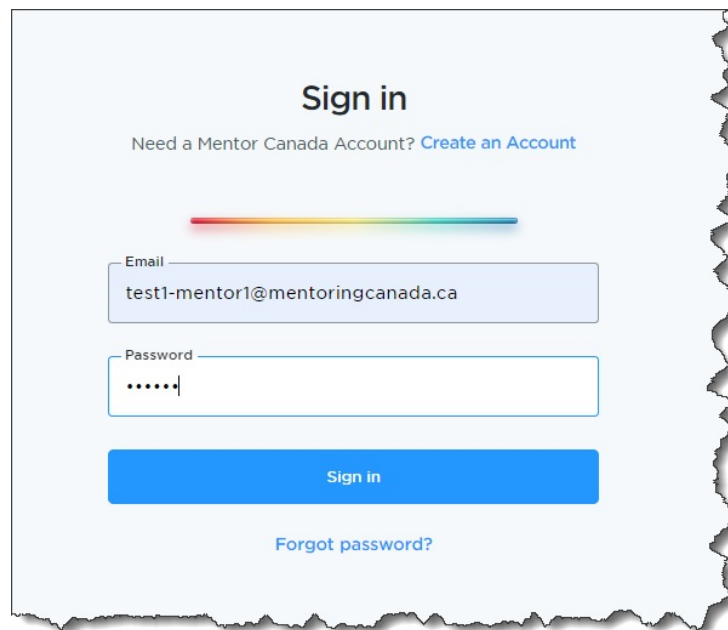 Sign in
Need a Mentor Canada Account? Create an Account
Email
test1-mentor1@mentoringcanada.ca
Password
••••••
Sign in
Forgot password?